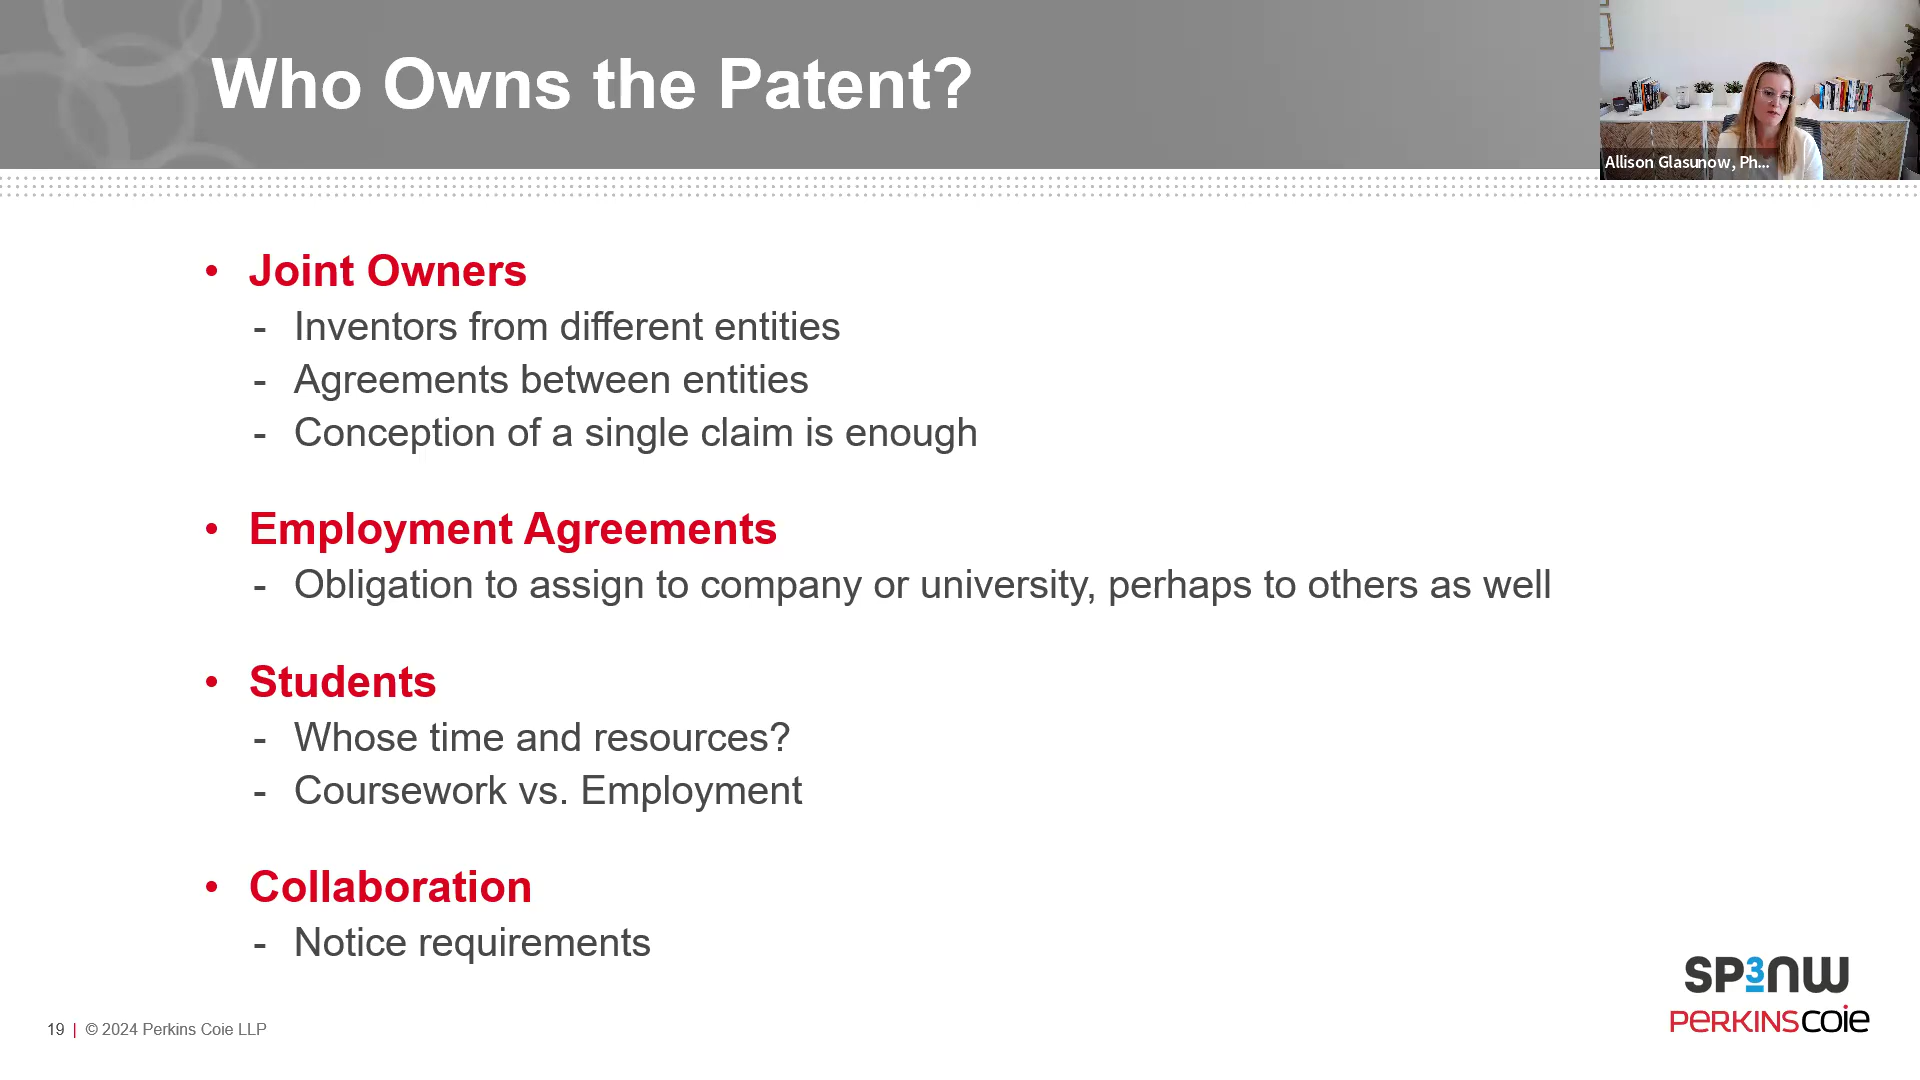 Who Owns the Patent?
Allison Glasunow, Ph...
• Joint Owners
- Inventors from different entities
- Agreements between entities
- Conception of a single claim is enough
• Employment Agreements
- Obligation to assign to company or university, perhaps to others as well
• Students
- Whose time and resources?
- Coursework vs. Employment
• Collaboration
- Notice requirements
SP3NW
PERKINSCOIE
19 | © 2024 Perkins Coie LLP